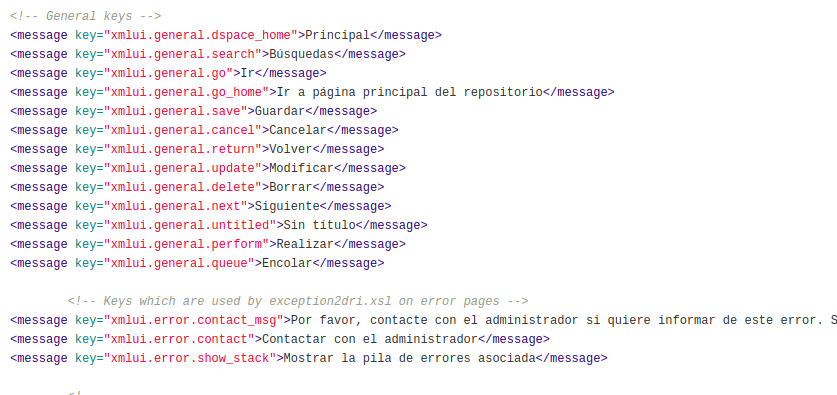 <!-- General keys -->
<message key="xmlui.general.dspace_home">Principal</message>
<message key="xmlui.general.search">Búsquedas</message>
<message key="xmlui.general.go">Ir</message>
<message key="xmlui.general.go_home">Ir a página principal del repositorio</message>
<message key="xmlui.general.save">Guardar</message>
<message key="xmlui.general.cancel">Cancelar</message>
<message key="xmlui.general.return">Volver</message>
<message key="xmlui.general.update">Modificar</message>
<message key="xmlui.general.delete">Borrar</message>
<message key="xmlui.general.next">Siguiente</message>
<message key="xmlui.general.untitled">Sin título</message>
<message key="xmlui.general.perform">Realizar</message>
<message key="xmlui.general.queue">Encolar</message>
<!-- Keys which are used by exception2dri.xsl on error pages -->
<message key="xmlui.error.contact_msg">Por favor, contacte con el administrador si quiere informar de este error.
<message key="xmlui.error.contact">Contactar con el administrador</message>
<message key="xmlui.error.show_stack">Mostrar la pila de errores asociada</message>